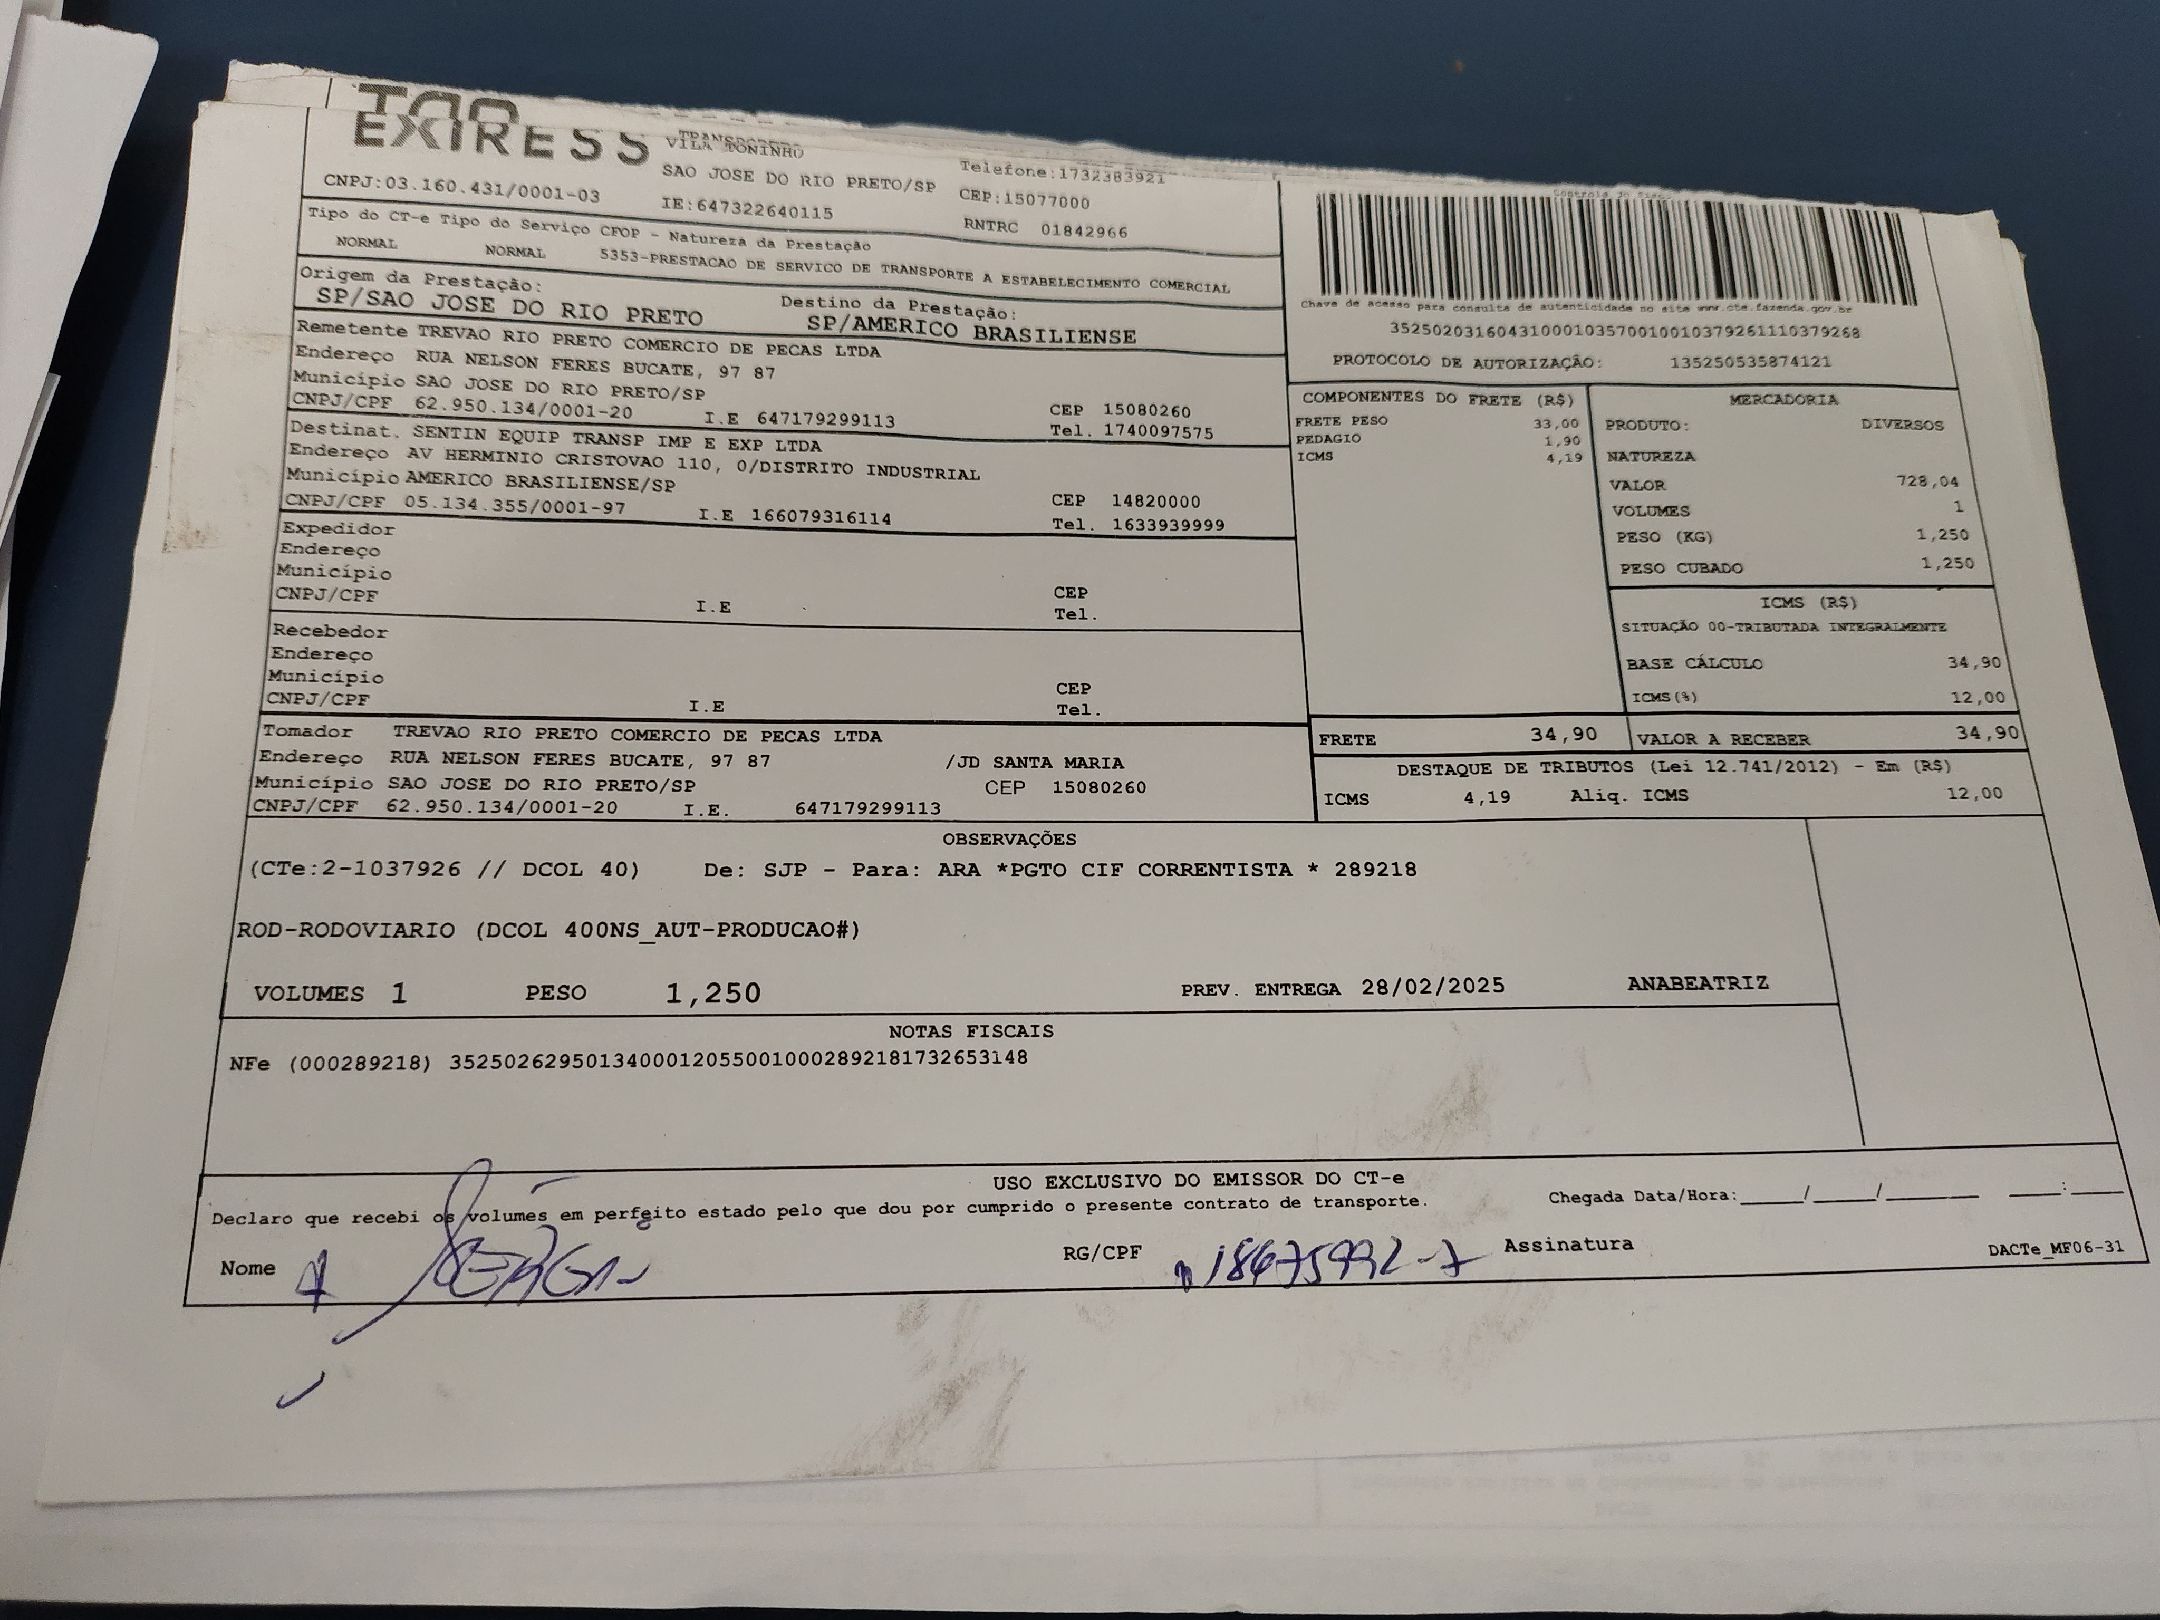 EXPRESS
VILA TONINHO
SAO JOSE DO RIO PRETO/SP
Telefone:1732383921
CNPJ:03.160.431/0001-03 IE:647322640115 CEP:15077000
RNTRC 01842966
Tipo do CT-e Tipo do Serviço CFOP - Natureza da Prestação
NORMAL NORMAL 5353-PRESTACAO DE SERVICO DE TRANSPORTE A ESTABELECIMENTO COMERCIAL
Origem da Prestação: Destino da Prestação:
SP/SAO JOSE DO RIO PRETO SP/AMERICO BRASILIENSE
Remetente TREVAO RIO PRETO COMERCIO DE PECAS LTDA
Endereço RUA NELSON FERES BUCATE, 97 87
Município SAO JOSE DO RIO PRETO/SP CEP 15080260
CNPJ/CPF 62.950.134/0001-20 I.E 647179299113 Tel. 1740097575
Destinat. SENTIN EQUIP TRANSP IMP E EXP LTDA
Endereço AV HERMINIO CRISTOVAO 110, 0/DISTRITO INDUSTRIAL
Município AMERICO BRASILIENSE/SP CEP 14820000
CNPJ/CPF 05.134.355/0001-97 I.E 166079316114 Tel. 1633939999
Expedidor
Endereço
Município CEP
CNPJ/CPF I.E Tel.
Recebedor
Endereço
Município CEP
CNPJ/CPF I.E Tel.
Tomador TREVAO RIO PRETO COMERCIO DE PECAS LTDA
Endereço RUA NELSON FERES BUCATE, 97 87 /JD SANTA MARIA
Município SAO JOSE DO RIO PRETO/SP CEP 15080260
CNPJ/CPF 62.950.134/0001-20 I.E. 647179299113
Chave de acesso para consulta de autenticidade no site www.cte.fazenda.gov.br
35250203160431000103570010010379261110379268
PROTOCOLO DE AUTORIZAÇÃO: 135250535874121
COMPONENTES DO FRETE (R$)
FRETE PESO 33,00
PEDAGIO 1,90
ICMS 4,19
MERCADORIA
PRODUTO: DIVERSOS
NATUREZA
VALOR 728,04
VOLUMES 1
PESO (KG) 1,250
PESO CUBADO 1,250
ICMS (R$)
SITUAÇÃO 00-TRIBUTADA INTEGRALMENTE
BASE CÁLCULO 34,90
ICMS(%) 12,00
FRETE 34,90 VALOR A RECEBER 34,90
DESTAQUE DE TRIBUTOS (Lei 12.741/2012) - Em (R$)
ICMS 4,19 Aliq. ICMS 12,00
OBSERVAÇÕES
(CTe:2-1037926 // DCOL 40) De: SJP - Para: ARA *PGTO CIF CORRENTISTA * 289218
ROD-RODOVIARIO (DCOL 400NS_AUT-PRODUCAO#)
VOLUMES 1 PESO 1,250 PREV. ENTREGA 28/02/2025 ANABEATRIZ
NOTAS FISCAIS
NFe (000289218) 35250262950134000120550010002892181732653148
USO EXCLUSIVO DO EMISSOR DO CT-e
Declaro que recebi os volumes em perfeito estado pelo que dou por cumprido o presente contrato de transporte. Chegada Data/Hora:____/____/______ ____:____
Nome RG/CPF 18675992-7 Assinatura DACTe_MF06-31